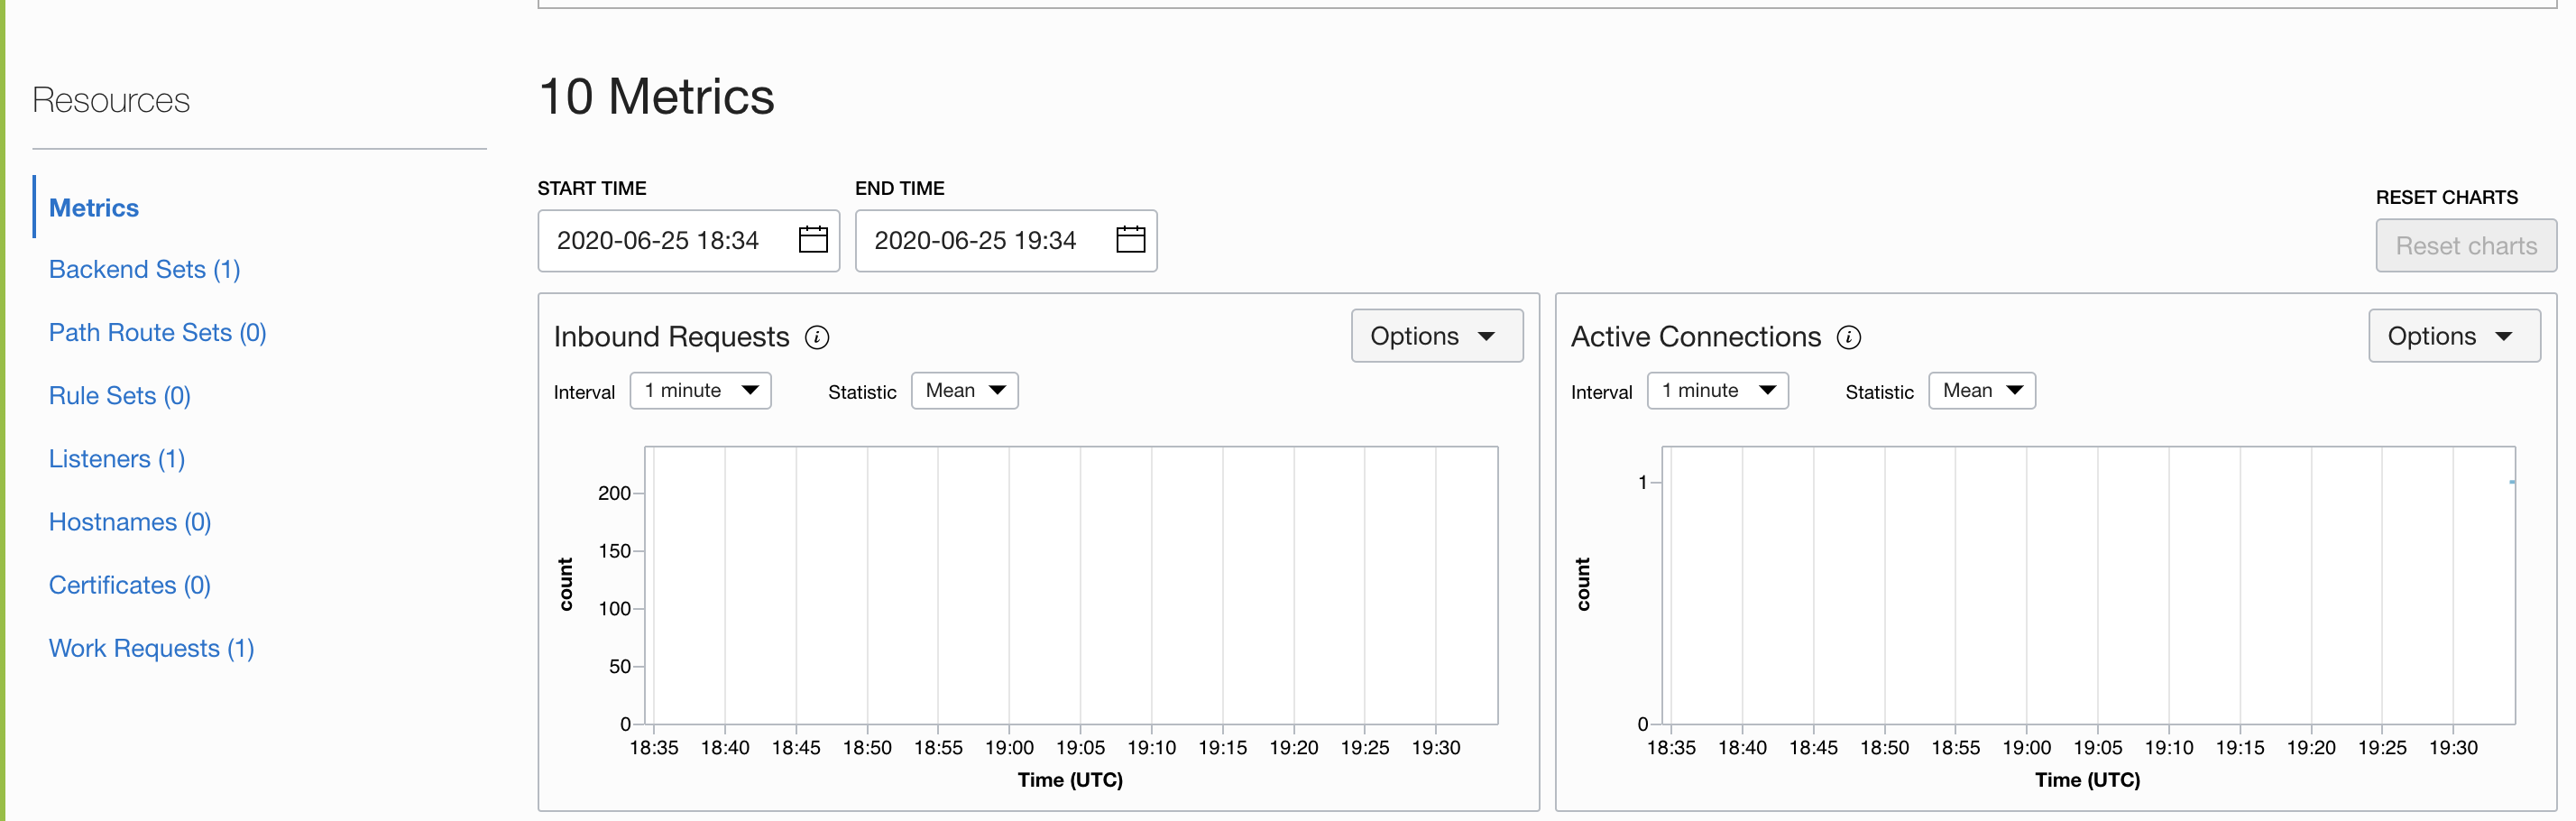 Resources
Metrics
Backend Sets (1)
Path Route Sets (0)
Rule Sets (0)
Listeners (1)
Hostnames (0)
Certificates (0)
Work Requests (1)
10 Metrics
START TIME
2020-06-25 18:34
END TIME
2020-06-25 19:34
RESET CHARTS
Reset charts
Inbound Requests i
Options
Interval 1 minute Statistic Mean
200
150
100
50
0
count
18:35 18:40 18:45 18:50 18:55 19:00 19:05 19:10 19:15 19:20 19:25 19:30
Time (UTC)
Active Connections i
Options
Interval 1 minute Statistic Mean
1
0
count
18:35 18:40 18:45 18:50 18:55 19:00 19:05 19:10 19:15 19:20 19:25 19:30
Time (UTC)